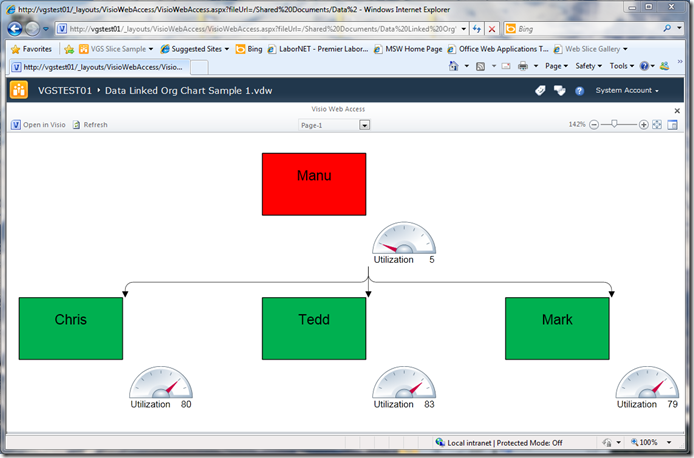 http://vgstest01/_layouts/VisioWebAccess/VisioWebAccess.aspx?fileUrl=/Shared%20Documents/Data%2 - Windows Internet Explorer
http://vgstest01/_layouts/VisioWebAccess/VisioWebAccess.aspx?fileUrl=/Shared%20Documents/Data%20Linked%20Org' Bing
Favorites VGS Slice Sample Suggested Sites Bing LaborNET - Premier Labor... MSW Home Page Office Web Applications T... Web Slice Gallery
http://vgstest01/_layouts/VisioWebAccess/Visio... Page Safety Tools
VGSTEST01 Data Linked Org Chart Sample 1.vdw System Account
Visio Web Access
Open in Visio Refresh Page-1 142%
Manu
Utilization 5
Chris Tedd Mark
Utilization 80 Utilization 83 Utilization 79
Local intranet | Protected Mode: Off 100%